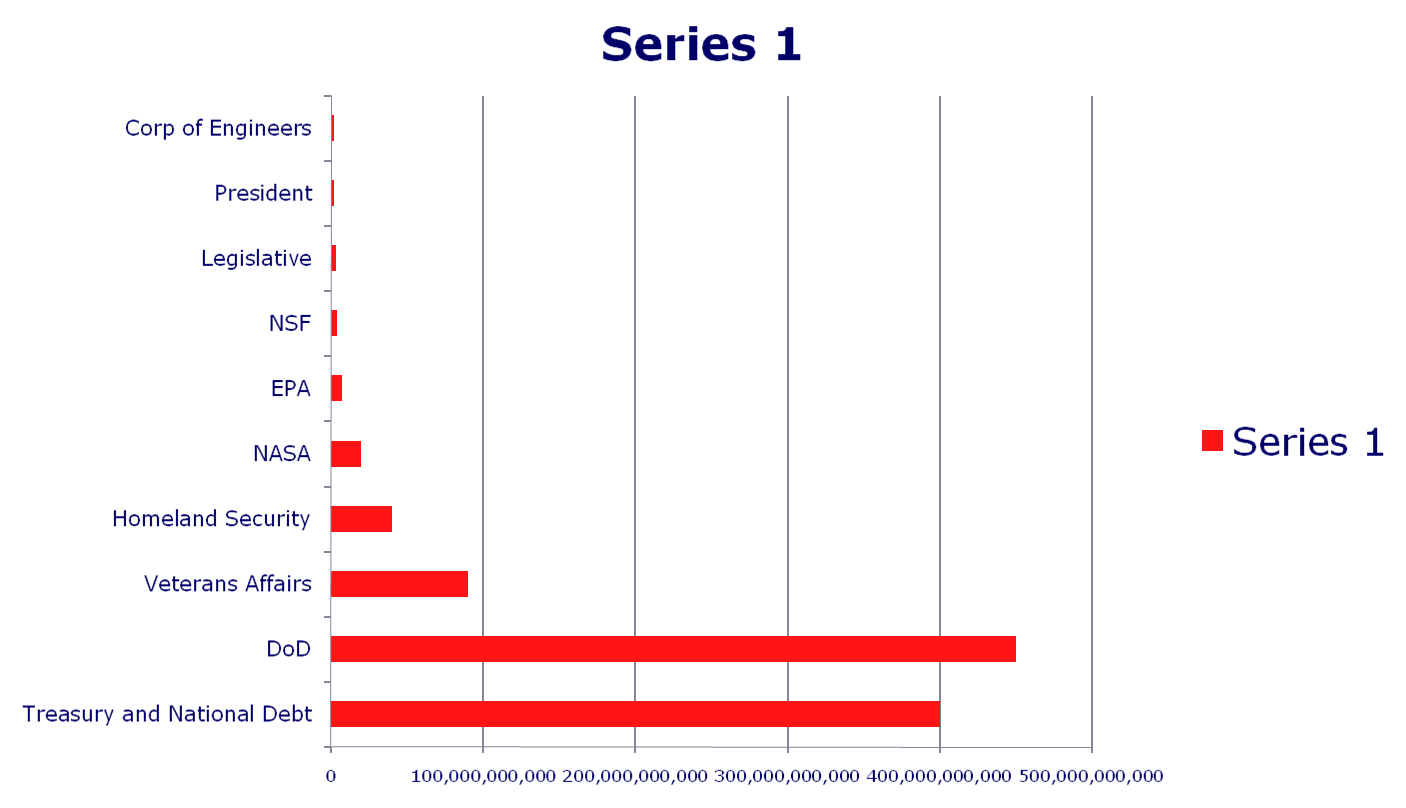 Series 1
Corp of Engineers
President
Legislative
NSF
EPA
NASA
Homeland Security
Veterans Affairs
DoD
Treasury and National Debt
0 100,000,000,000 200,000,000,000 300,000,000,000 400,000,000,000 500,000,000,000
Series 1